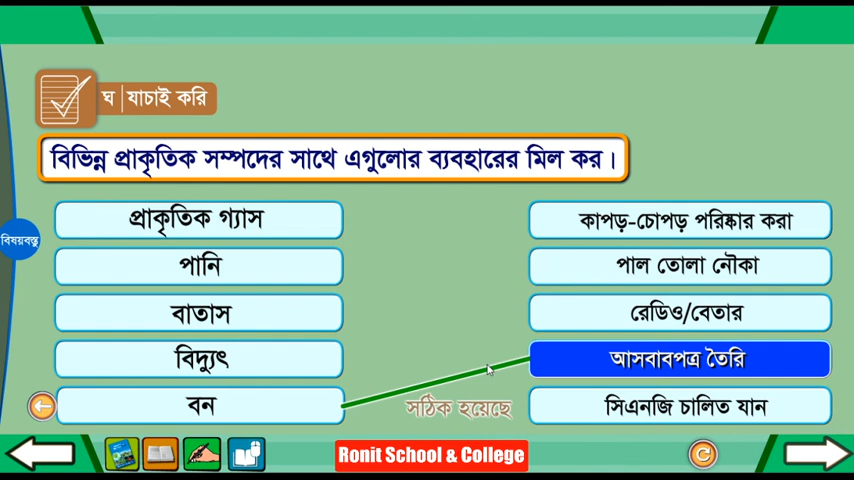 ঘ যাচাই করি
বিভিন্ন প্রাকৃতিক সম্পদের সাথে এগুলোর ব্যবহারের মিল কর।
প্রাকৃতিক গ্যাস
কাপড়-চোপড় পরিষ্কার করা
বিষয়বস্তু
পানি
পাল তোলা নৌকা
বাতাস
রেডিও/বেতার
বিদ্যুৎ
আসবাবপত্র তৈরি
বন
সঠিক হয়েছে
সিএনজি চালিত যান
Ronit School & College